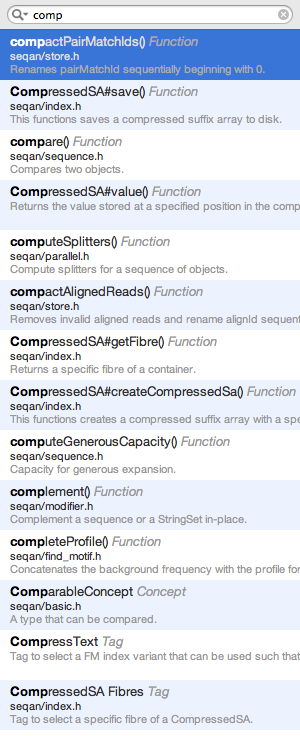 comp
compactPairMatchIds() Function
seqan/store.h
Renames pairMatchId sequentially beginning with 0.
CompressedSA#save() Function
seqan/index.h
This functions saves a compressed suffix array to disk.
compare() Function
seqan/sequence.h
Compares two objects.
CompressedSA#value() Function
Returns the value stored at a specified position in the comp
computeSplitters() Function
seqan/parallel.h
Compute splitters for a sequence of objects.
compactAlignedReads() Function
seqan/store.h
Removes invalid aligned reads and rename alignId sequent
CompressedSA#getFibre() Function
seqan/index.h
Returns a specific fibre of a container.
CompressedSA#createCompressedSa() Function
seqan/index.h
This functions creates a compressed suffix array with a spe
computeGenerousCapacity() Function
seqan/sequence.h
Capacity for generous expansion.
complement() Function
seqan/modifier.h
Complement a sequence or a StringSet in-place.
completeProfile() Function
seqan/find_motif.h
Concatenates the background frequency with the profile for
ComparableConcept Concept
seqan/basic.h
A type that can be compared.
CompressText Tag
Tag to select a FM index variant that can be used such that
CompressedSA Fibres Tag
seqan/index.h
Tag to select a specific fibre of a CompressedSA.